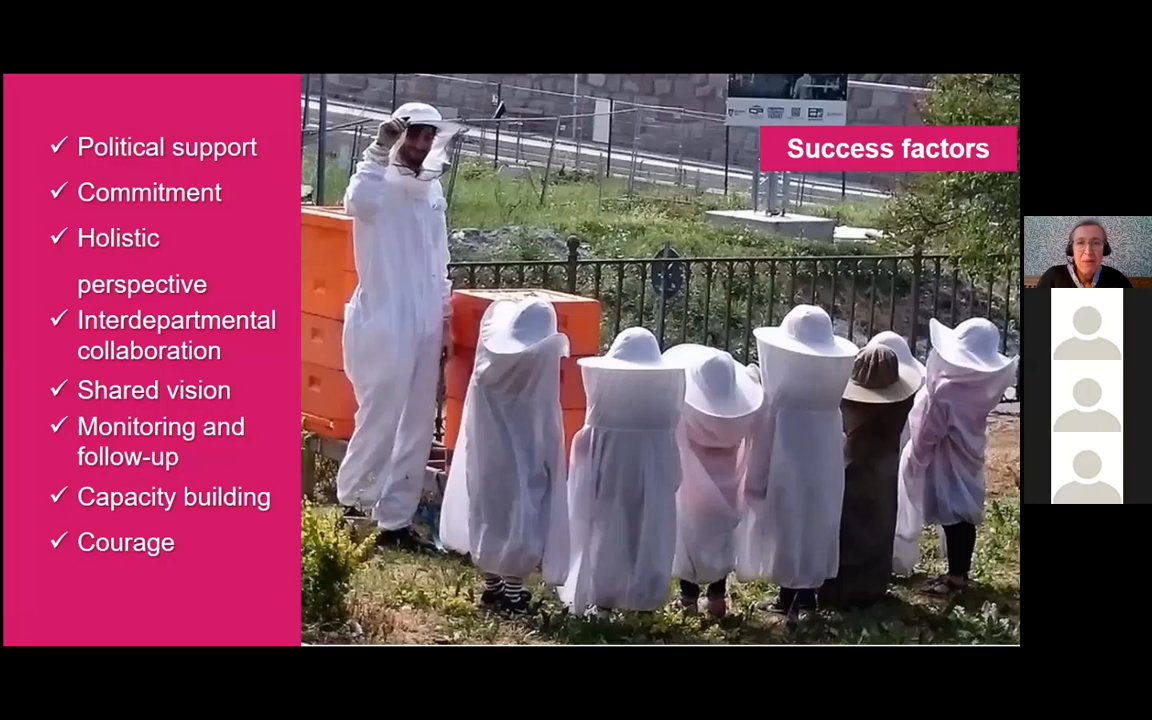 ✓ Political support
✓ Commitment
✓ Holistic
perspective
✓ Interdepartmental
collaboration
✓ Shared vision
✓ Monitoring and
follow-up
✓ Capacity building
✓ Courage
Success factors